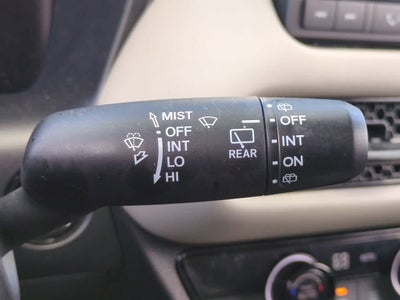 MIST
OFF
INT
LO
HI
REAR
OFF
INT
ON